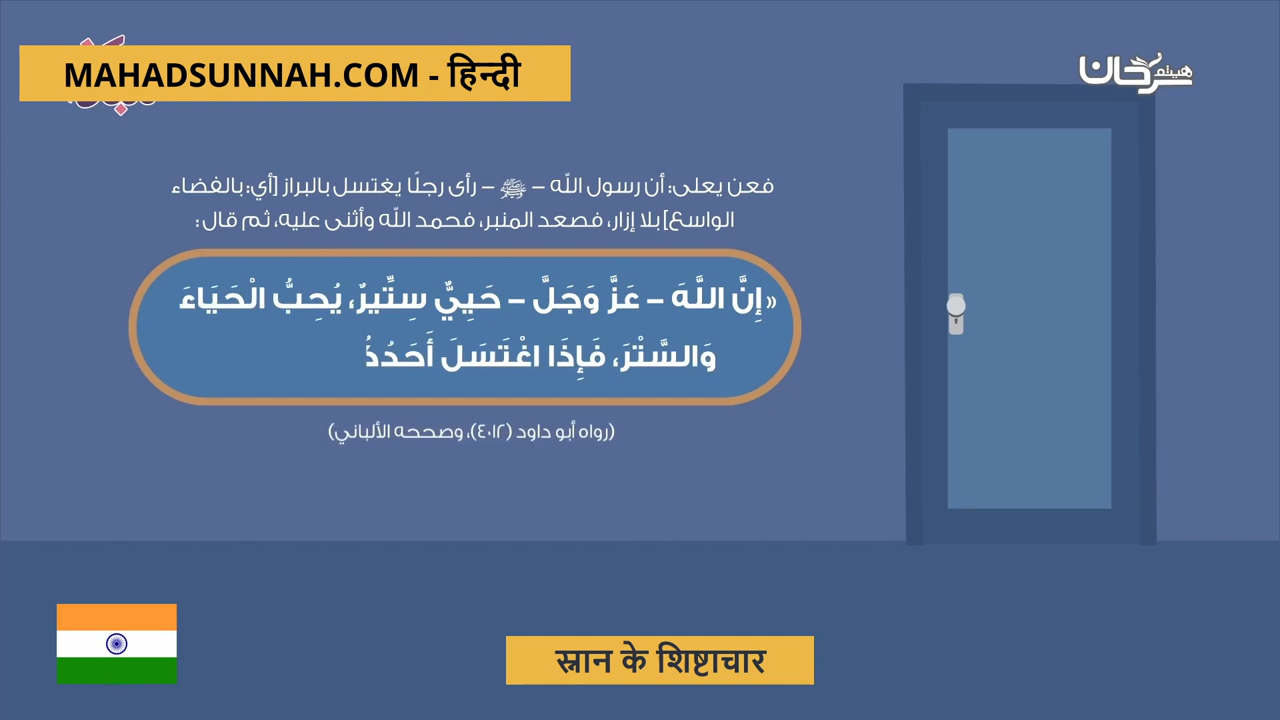 MAHADSUNNAH.COM - हिन्दी
هيثم سرحان
فعن يعلى: أن رسول الله – ﷺ – رأى رجلًا يغتسل بالبراز [أي: بالفضاء
الواسع] بلا إزار، فصعد المنبر، فحمد الله وأثنى عليه، ثم قال:
«إِنَّ اللَّهَ – عَزَّ وَجَلَّ – حَيِيٌّ سِتِّيرٌ، يُحِبُّ الْحَيَاءَ
وَالسَّتْرَ، فَإِذَا اغْتَسَلَ
(رواه أبو داود (٤٠١٢)، وصححه الألباني)
स्नान के शिष्टाचार